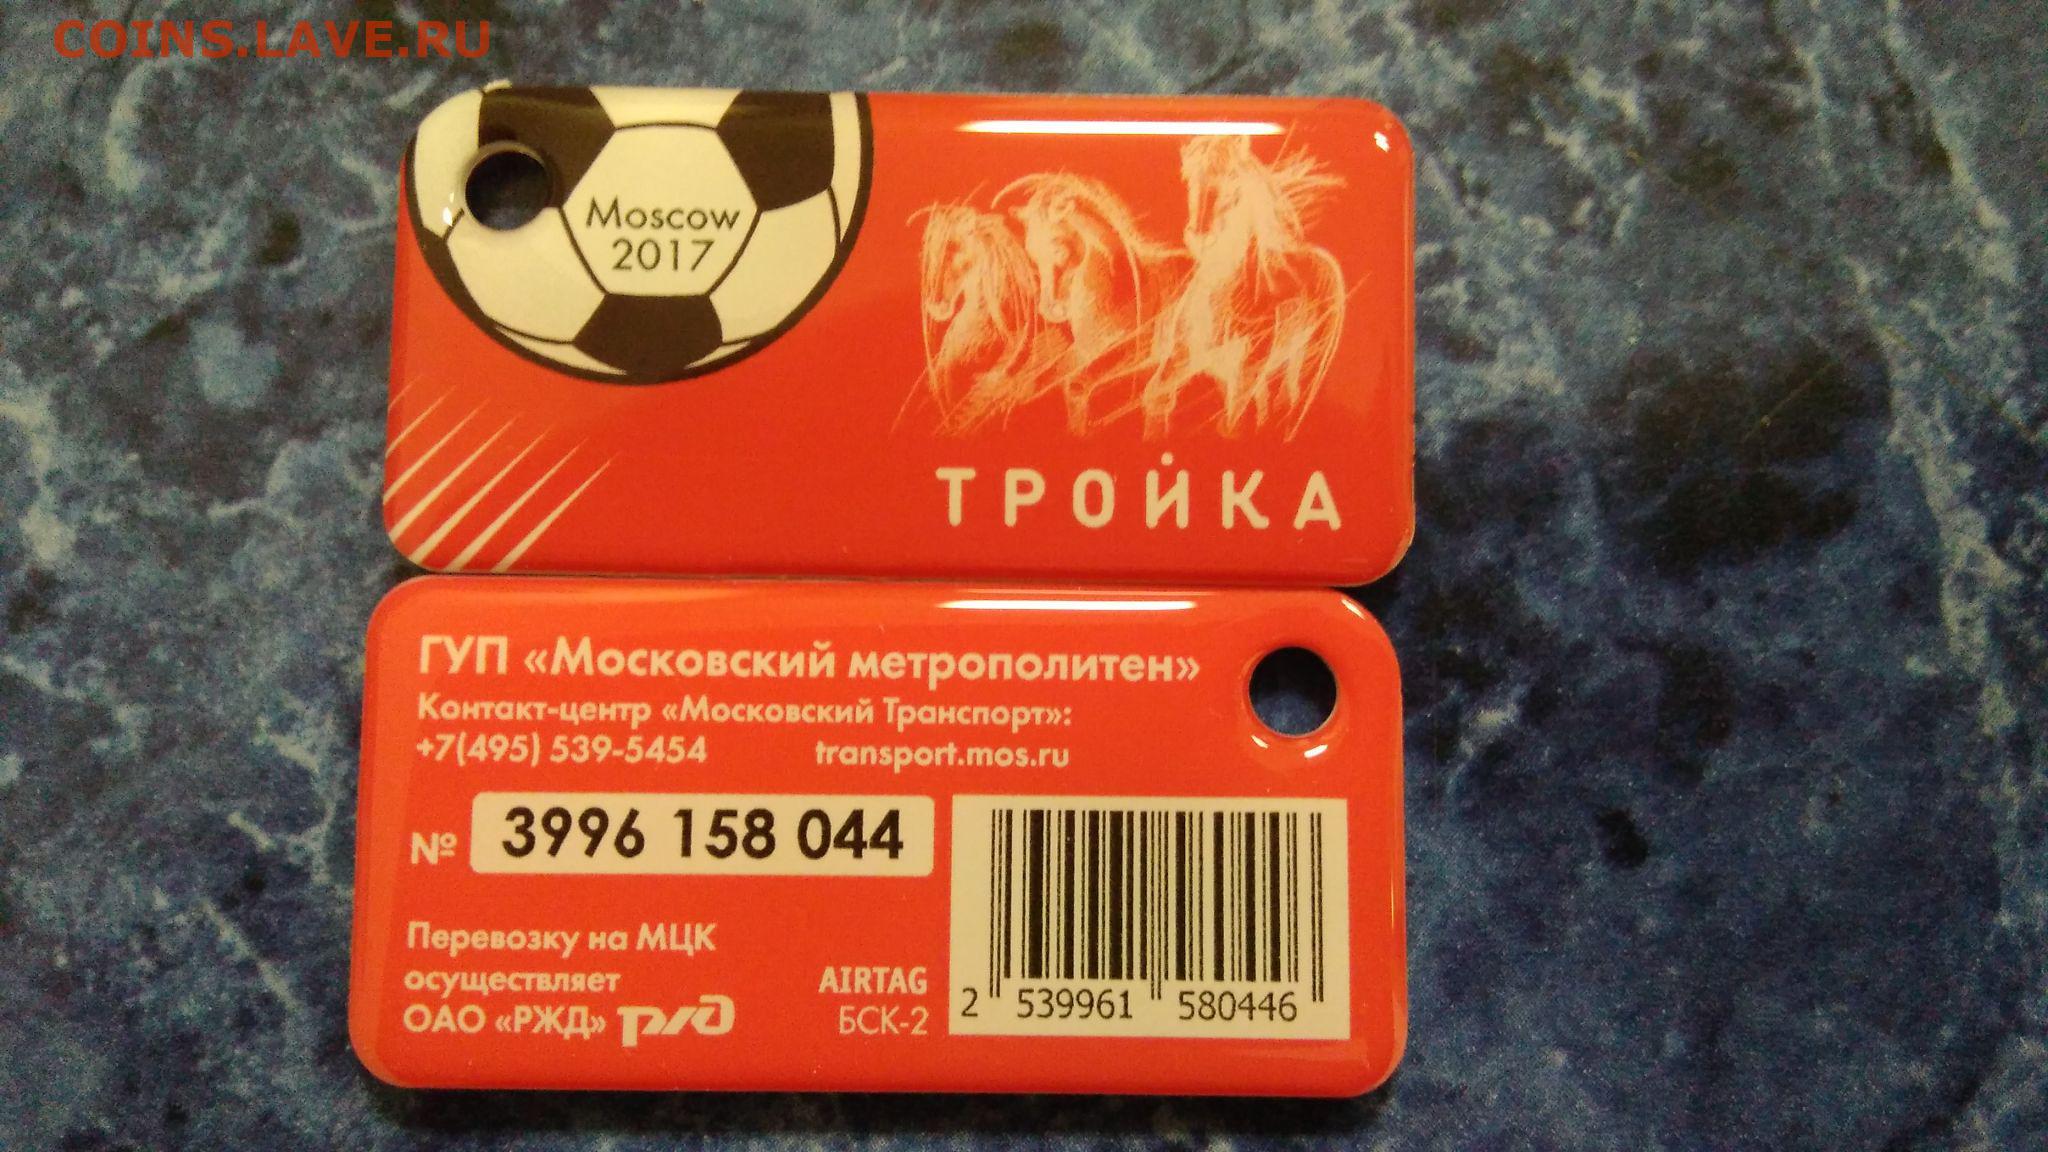 COINS.LAVE.RU
Moscow
2017
ТРОЙКА
ГУП «Московский метрополитен»
Контакт-центр «Московский Транспорт»:
+7(495) 539-5454 transport.mos.ru
№ 3996 158 044
Перевозку на МЦК
осуществляет
ОАО «РЖД» РЖД
AIRTAG
БСК-2
2 539961 580446